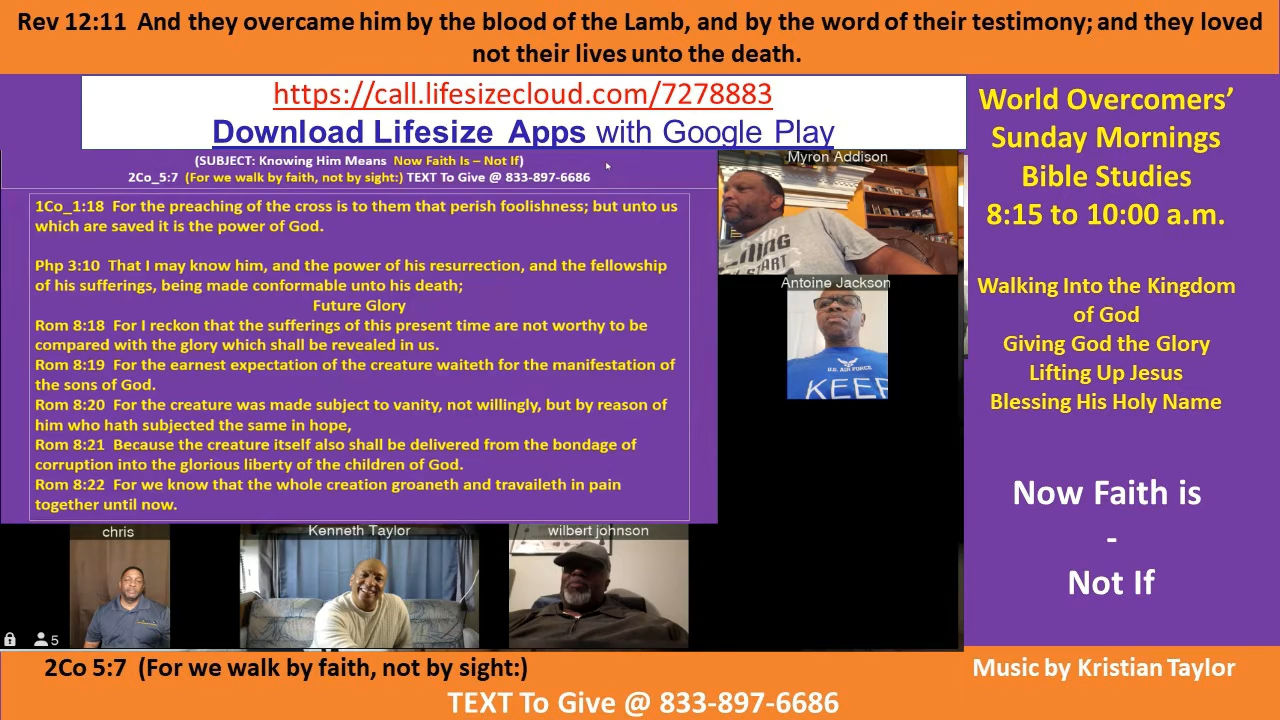 Rev 12:11 And they overcame him by the blood of the Lamb, and by the word of their testimony; and they loved
not their lives unto the death.
https://call.lifesizecloud.com/7278883
Download Lifesize Apps with Google Play
(SUBJECT: Knowing Him Means Now Faith Is – Not If)
2Co_5:7 (For we walk by faith, not by sight:) TEXT To Give @ 833-897-6686
1Co_1:18 For the preaching of the cross is to them that perish foolishness; but unto us
which are saved it is the power of God.
Php 3:10 That I may know him, and the power of his resurrection, and the fellowship
of his sufferings, being made conformable unto his death;
Future Glory
Rom 8:18 For I reckon that the sufferings of this present time are not worthy to be
compared with the glory which shall be revealed in us.
Rom 8:19 For the earnest expectation of the creature waiteth for the manifestation of
the sons of God.
Rom 8:20 For the creature was made subject to vanity, not willingly, but by reason of
him who hath subjected the same in hope,
Rom 8:21 Because the creature itself also shall be delivered from the bondage of
corruption into the glorious liberty of the children of God.
Rom 8:22 For we know that the whole creation groaneth and travaileth in pain
together until now.
Myron Addison
START
Antoine Jackson
U.S. AIR FORCE
KEEP
chris
Kenneth Taylor
wilbert johnson
5
World Overcomers’
Sunday Mornings
Bible Studies
8:15 to 10:00 a.m.
Walking Into the Kingdom
of God
Giving God the Glory
Lifting Up Jesus
Blessing His Holy Name
Now Faith is
-
Not If
2Co 5:7 (For we walk by faith, not by sight:)
Music by Kristian Taylor
TEXT To Give @ 833-897-6686